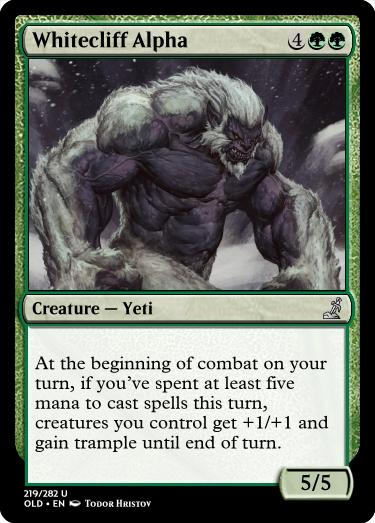 Whitecliff Alpha 4
Creature — Yeti
At the beginning of combat on your
turn, if you've spent at least five
mana to cast spells this turn,
creatures you control get +1/+1 and
gain trample until end of turn.
5/5
219/282 U
OLD • EN Todor Hristov